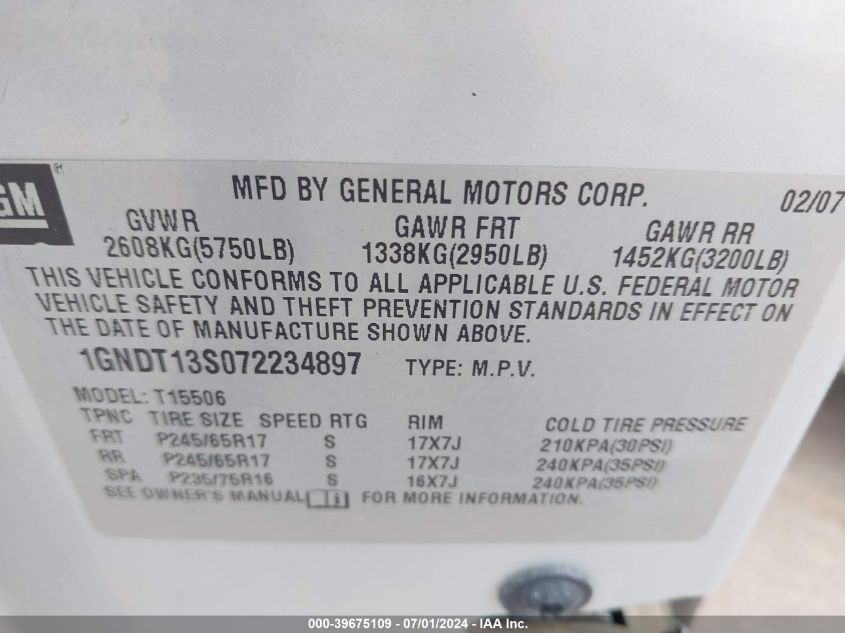 GM
MFD BY GENERAL MOTORS CORP. 02/07
GVWR GAWR FRT GAWR RR
2608KG(5750LB) 1338KG(2950LB) 1452KG(3200LB)
THIS VEHICLE CONFORMS TO ALL APPLICABLE U.S. FEDERAL MOTOR
VEHICLE SAFETY AND THEFT PREVENTION STANDARDS IN EFFECT ON
THE DATE OF MANUFACTURE SHOWN ABOVE.
1GNDT13S072234897 TYPE: M.P.V.
MODEL: T15506
TPNC TIRE SIZE SPEED RTG RIM COLD TIRE PRESSURE
FRT P245/65R17 S 17X7J 210KPA(30PSI)
RR P245/65R17 S 17X7J 240KPA(35PSI)
SPA P235/75R16 S 16X7J 240KPA(35PSI)
SEE OWNER'S MANUAL FOR MORE INFORMATION.
000-39675109 - 07/01/2024 - IAA Inc.